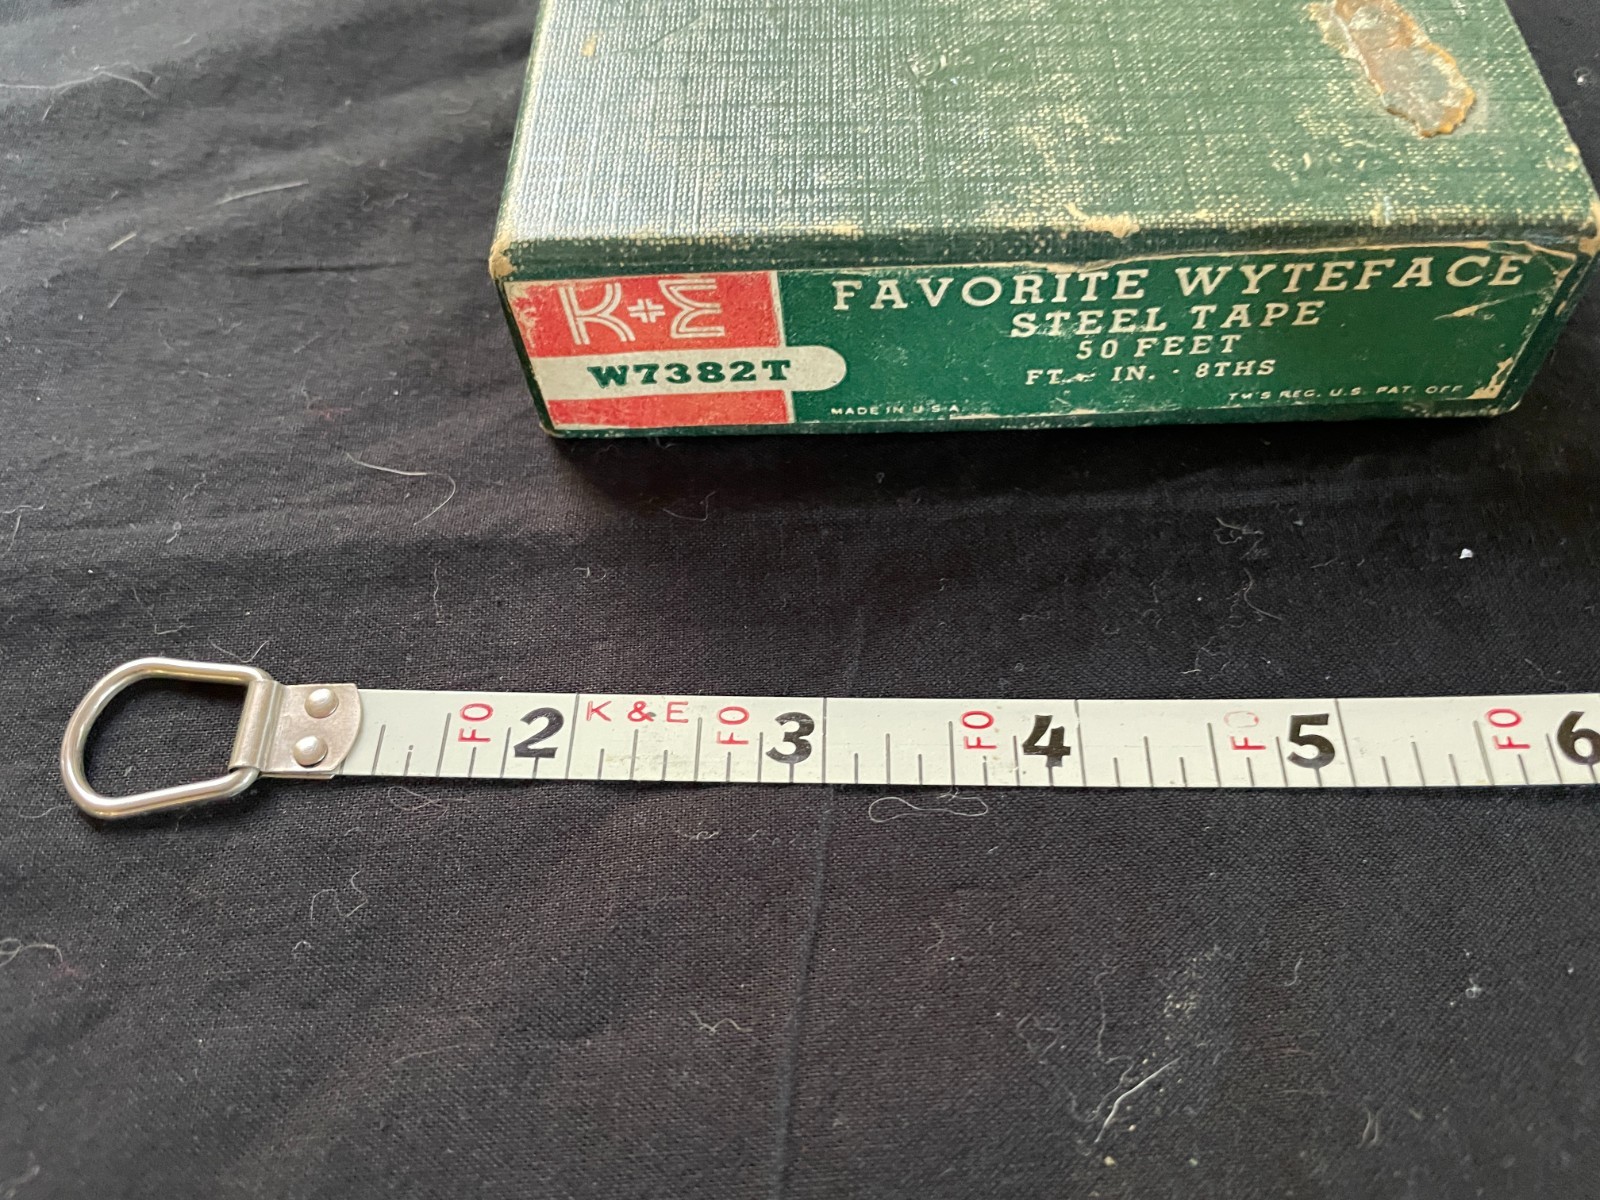 K+E
W7382T
FAVORITE WYTEFACE
STEEL TAPE
50 FEET
FT. - IN. · 8THS
MADE IN U.S.A.
TM'S REG. U.S. PAT. OFF.
FO 2 K & E FO 3 FO 4 FO 5 FO 6